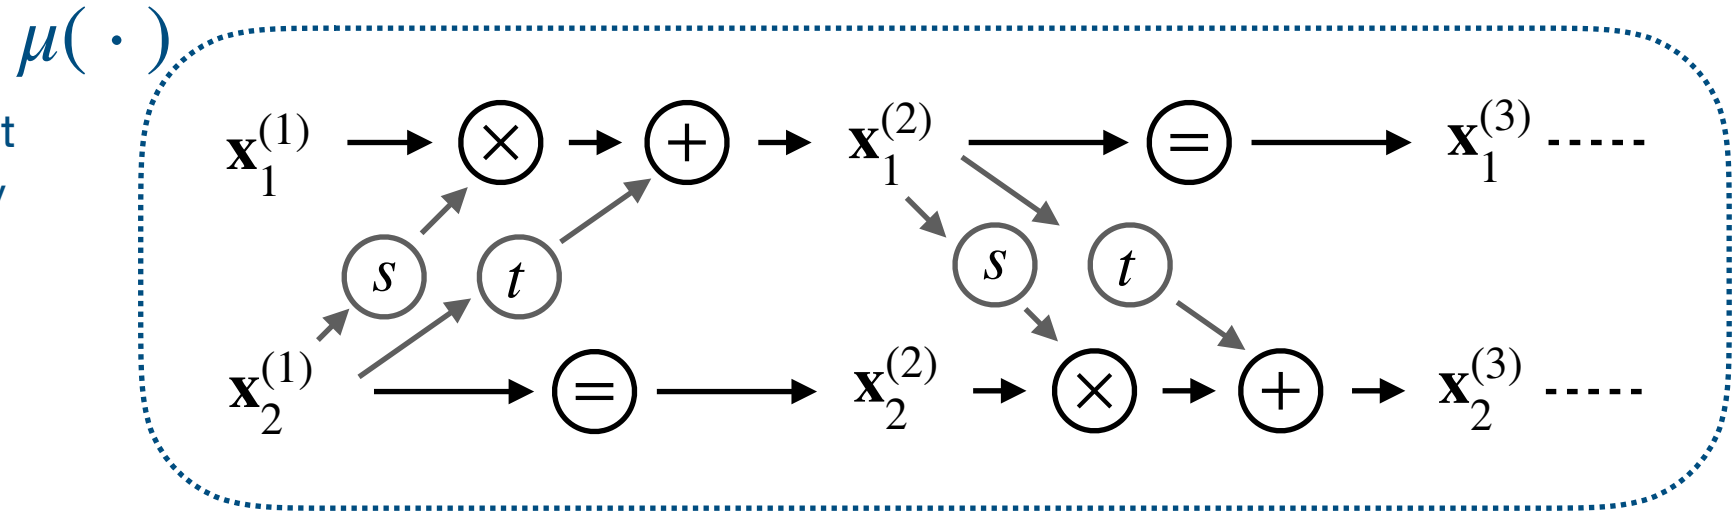 μ( · )
t
y
x₁⁽¹⁾ × + x₁⁽²⁾ = x₁⁽³⁾
s t s t
x₂⁽¹⁾ = x₂⁽²⁾ × + x₂⁽³⁾